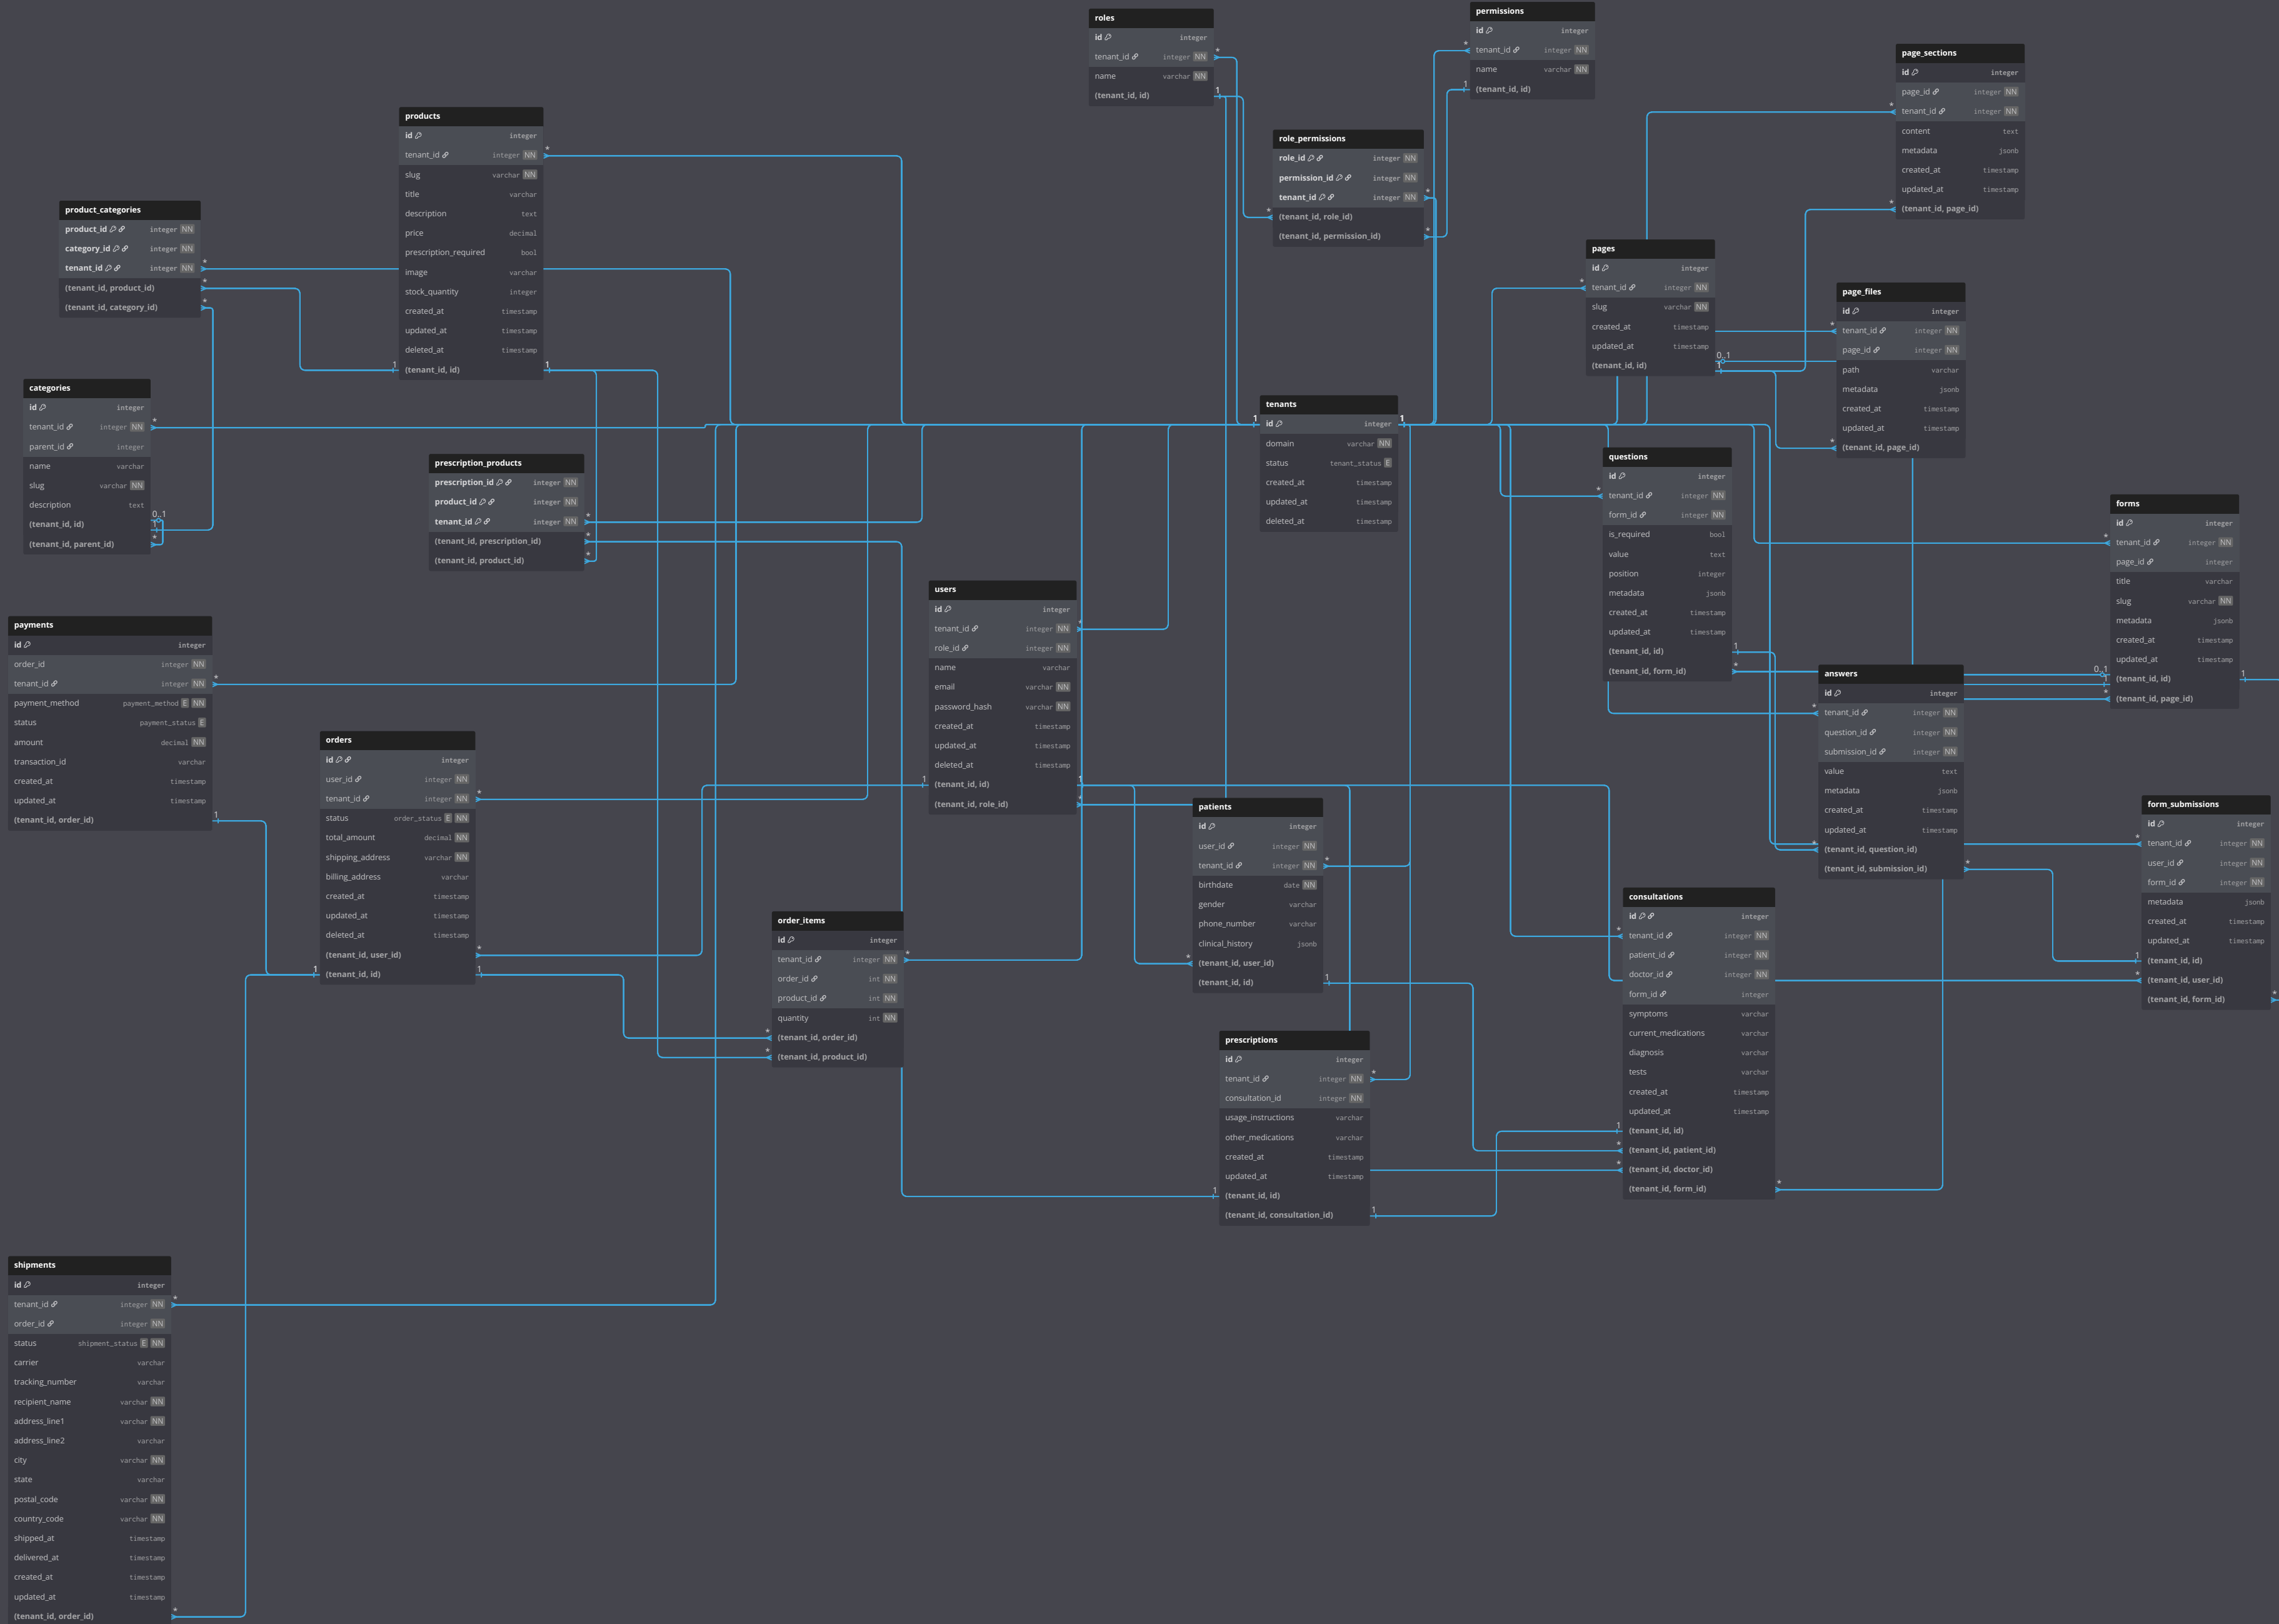 roles
id integer
tenant_id integer NN
name varchar NN
(tenant_id, id)
permissions
id integer
tenant_id integer NN
name varchar NN
(tenant_id, id)
page_sections
id integer
page_id integer NN
tenant_id integer NN
content text
metadata jsonb
created_at timestamp
updated_at timestamp
(tenant_id, page_id)
products
id integer
tenant_id integer NN
slug varchar NN
title varchar
description text
price decimal
prescription_required bool
image varchar
stock_quantity integer
created_at timestamp
updated_at timestamp
deleted_at timestamp
(tenant_id, id)
role_permissions
role_id integer NN
permission_id integer NN
tenant_id integer NN
(tenant_id, role_id)
(tenant_id, permission_id)
product_categories
product_id integer NN
category_id integer NN
tenant_id integer NN
(tenant_id, product_id)
(tenant_id, category_id)
pages
id integer
tenant_id integer NN
slug varchar NN
created_at timestamp
updated_at timestamp
(tenant_id, id)
page_files
id integer
tenant_id integer NN
page_id integer NN
path varchar
metadata jsonb
created_at timestamp
updated_at timestamp
(tenant_id, page_id)
categories
id integer
tenant_id integer NN
parent_id integer
name varchar
slug varchar NN
description text
(tenant_id, id)
(tenant_id, parent_id)
tenants
id integer
domain varchar NN
status tenant_status E
created_at timestamp
updated_at timestamp
deleted_at timestamp
prescription_products
prescription_id integer NN
product_id integer NN
tenant_id integer NN
(tenant_id, prescription_id)
(tenant_id, product_id)
questions
id integer
tenant_id integer NN
form_id integer NN
is_required bool
value text
position integer
metadata jsonb
created_at timestamp
updated_at timestamp
(tenant_id, id)
(tenant_id, form_id)
forms
id integer
tenant_id integer NN
page_id integer
title varchar
slug varchar NN
metadata jsonb
created_at timestamp
updated_at timestamp
(tenant_id, id)
(tenant_id, page_id)
users
id integer
tenant_id integer NN
role_id integer NN
name varchar
email varchar NN
password_hash varchar NN
created_at timestamp
updated_at timestamp
deleted_at timestamp
(tenant_id, id)
(tenant_id, role_id)
payments
id integer
order_id integer NN
tenant_id integer NN
payment_method payment_method E NN
status payment_status E
amount decimal NN
transaction_id varchar
created_at timestamp
updated_at timestamp
(tenant_id, order_id)
answers
id integer
tenant_id integer NN
question_id integer NN
submission_id integer NN
value text
metadata jsonb
created_at timestamp
updated_at timestamp
(tenant_id, question_id)
(tenant_id, submission_id)
orders
id integer
user_id integer NN
tenant_id integer NN
status order_status E NN
total_amount decimal NN
shipping_address varchar NN
billing_address varchar
created_at timestamp
updated_at timestamp
deleted_at timestamp
(tenant_id, user_id)
(tenant_id, id)
patients
id integer
user_id integer NN
tenant_id integer NN
birthdate date NN
gender varchar
phone_number varchar
clinical_history jsonb
(tenant_id, user_id)
(tenant_id, id)
form_submissions
id integer
tenant_id integer NN
user_id integer NN
form_id integer NN
metadata jsonb
created_at timestamp
updated_at timestamp
(tenant_id, id)
(tenant_id, user_id)
(tenant_id, form_id)
consultations
id integer
tenant_id integer NN
patient_id integer NN
doctor_id integer NN
form_id integer
symptoms varchar
current_medications varchar
diagnosis varchar
tests varchar
created_at timestamp
updated_at timestamp
(tenant_id, id)
(tenant_id, patient_id)
(tenant_id, doctor_id)
(tenant_id, form_id)
order_items
id integer
tenant_id integer NN
order_id int NN
product_id int NN
quantity int NN
(tenant_id, order_id)
(tenant_id, product_id)
prescriptions
id integer
tenant_id integer NN
consultation_id integer NN
usage_instructions varchar
other_medications varchar
created_at timestamp
updated_at timestamp
(tenant_id, id)
(tenant_id, consultation_id)
shipments
id integer
tenant_id integer NN
order_id integer NN
status shipment_status E NN
carrier varchar
tracking_number varchar
recipient_name varchar NN
address_line1 varchar NN
address_line2 varchar
city varchar NN
state varchar
postal_code varchar NN
country_code varchar NN
shipped_at timestamp
delivered_at timestamp
created_at timestamp
updated_at timestamp
(tenant_id, order_id)